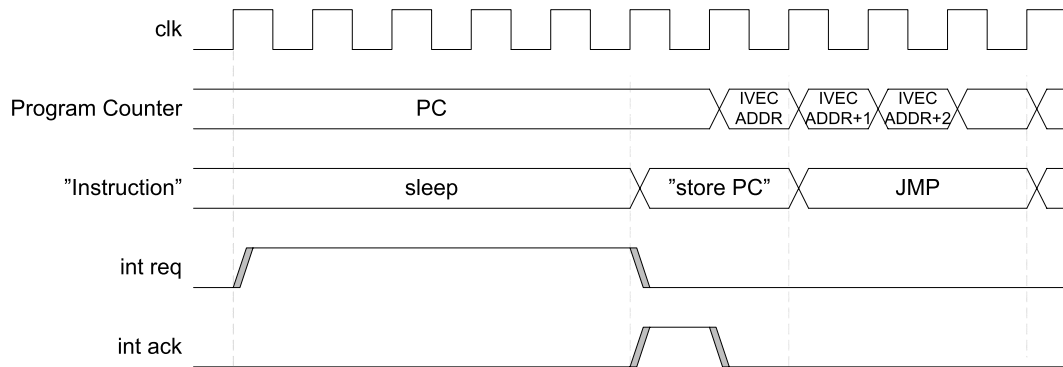 clk
Program Counter
PC
IVEC
ADDR
IVEC
ADDR+1
IVEC
ADDR+2
”Instruction”
sleep
”store PC”
JMP
int req
int ack